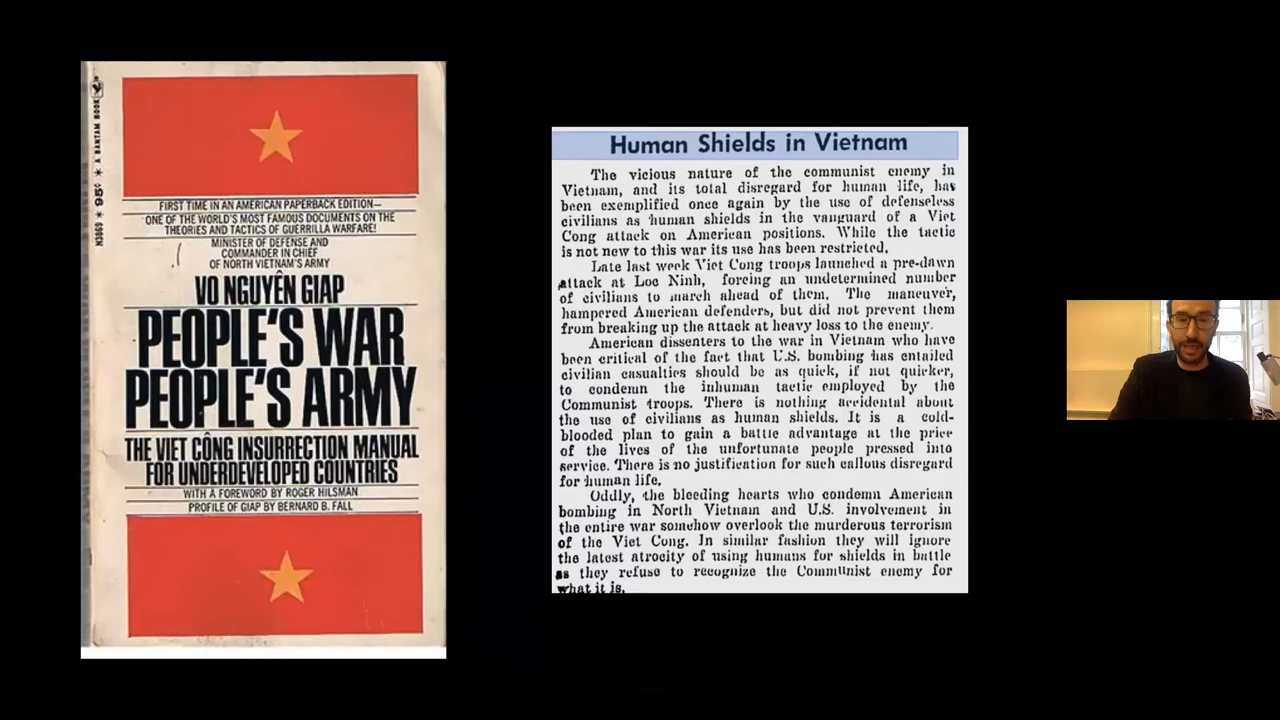 A BANTAM BOOK * 95¢ * N3869
FIRST TIME IN AN AMERICAN PAPERBACK EDITION—
ONE OF THE WORLD'S MOST FAMOUS DOCUMENTS ON THE
THEORIES AND TACTICS OF GUERRILLA WARFARE!
MINISTER OF DEFENSE AND
COMMANDER IN CHIEF
OF NORTH VIETNAM'S ARMY
VO NGUYÊN GIAP
PEOPLE'S WAR
PEOPLE'S ARMY
THE VIET CÔNG INSURRECTION MANUAL
FOR UNDERDEVELOPED COUNTRIES
WITH A FOREWORD BY ROGER HILSMAN
PROFILE OF GIAP BY BERNARD B. FALL
Human Shields in Vietnam
The vicious nature of the communist enemy in
Vietnam, and its total disregard for human life, has
been exemplified once again by the use of defenseless
civilians as human shields in the vanguard of a Viet
Cong attack on American positions. While the tactic
is not new to this war its use has been restricted.
Late last week Viet Cong troops launched a pre-dawn
attack at Loc Ninh, forcing an undetermined number
of civilians to march ahead of them. The maneuver,
hampered American defenders, but did not prevent them
from breaking up the attack at heavy loss to the enemy.
American dissenters to the war in Vietnam who have
been critical of the fact that U.S. bombing has entailed
civilian casualties should be as quick, if not quicker,
to condemn the inhuman tactic employed by the
Communist troops. There is nothing accidental about
the use of civilians as human shields. It is a cold-
blooded plan to gain a battle advantage at the price
of the lives of the unfortunate people pressed into
service. There is no justification for such callous disregard
for human life.
Oddly, the bleeding hearts who condemn American
bombing in North Vietnam and U.S. involvement in
the entire war somehow overlook the murderous terrorism
of the Viet Cong. In similar fashion they will ignore
the latest atrocity of using humans for shields in battle
as they refuse to recognize the Communist enemy for
what it is.